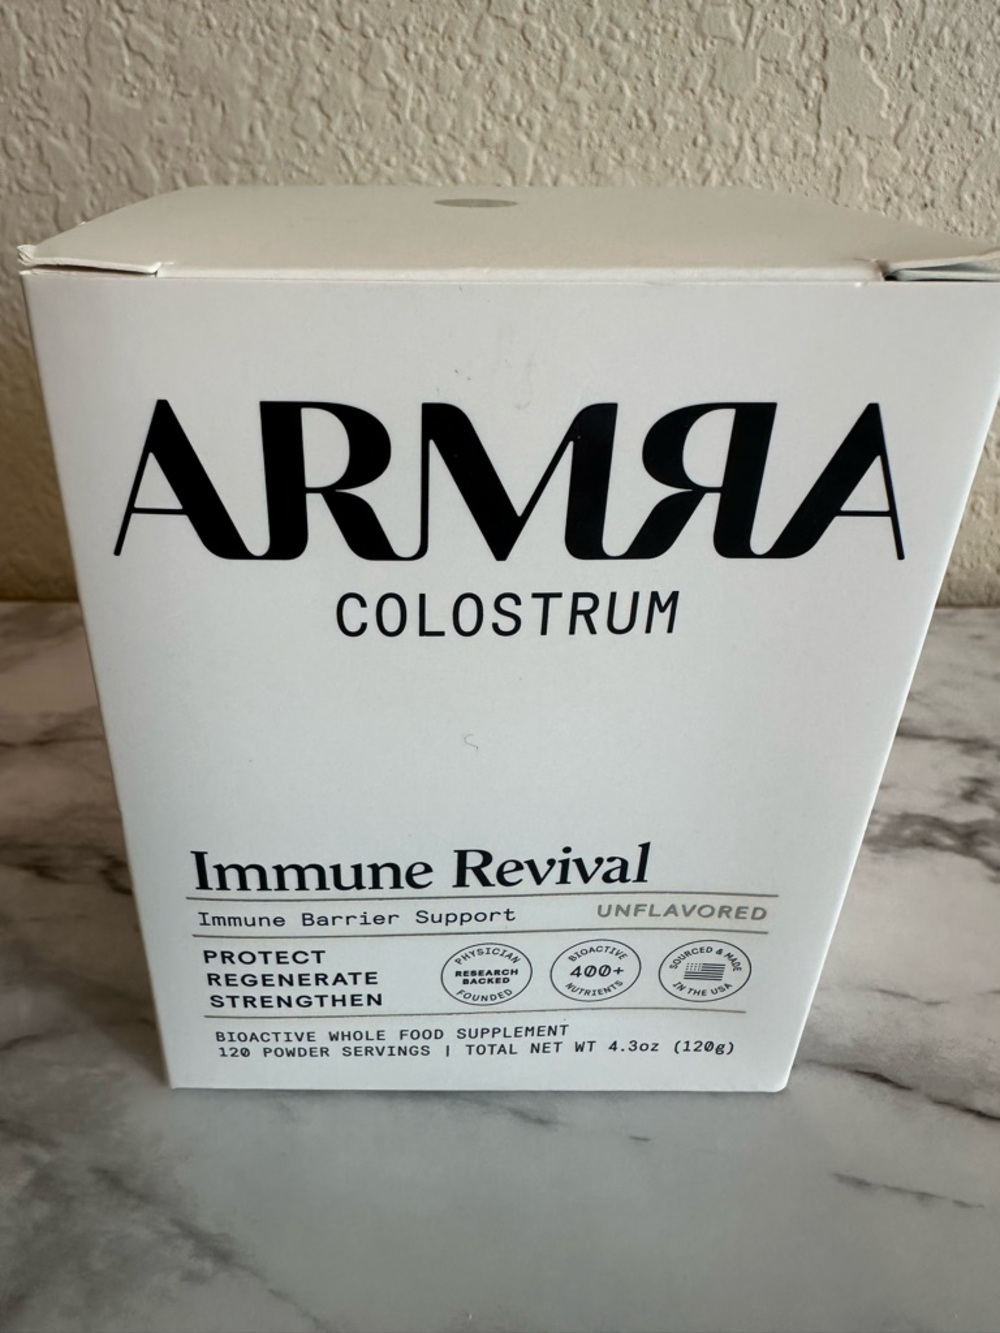 ARMRA
COLOSTRUM
Immune Revival
Immune Barrier Support
UNFLAVORED
PROTECT
REGENERATE
STRENGTHEN
PHYSICIAN
RESEARCH
BACKED
FOUNDED
BIOACTIVE
400+
NUTRIENTS
SOURCED & MADE
IN THE USA
BIOACTIVE WHOLE FOOD SUPPLEMENT
120 POWDER SERVINGS | TOTAL NET WT 4.3oz (120g)